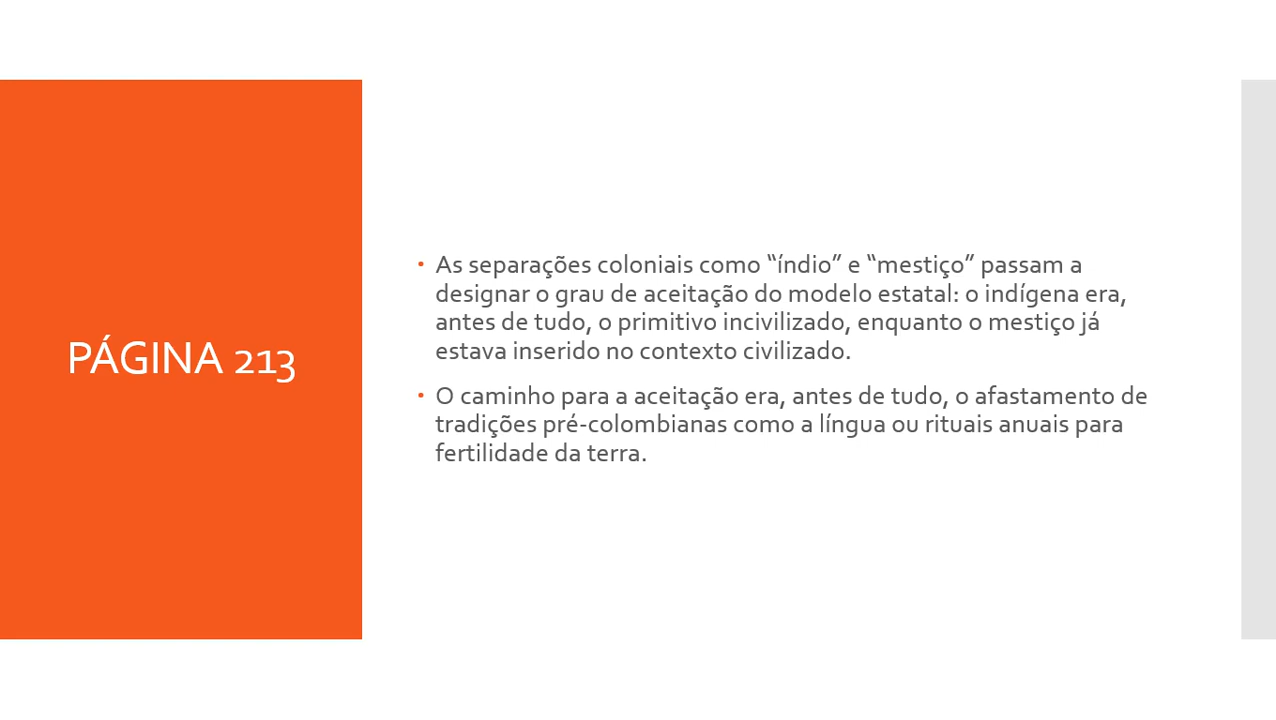 PÁGINA 213
• As separações coloniais como “índio” e “mestiço” passam a
designar o grau de aceitação do modelo estatal: o indígena era,
antes de tudo, o primitivo incivilizado, enquanto o mestiço já
estava inserido no contexto civilizado.
• O caminho para a aceitação era, antes de tudo, o afastamento de
tradições pré-colombianas como a língua ou rituais anuais para
fertilidade da terra.